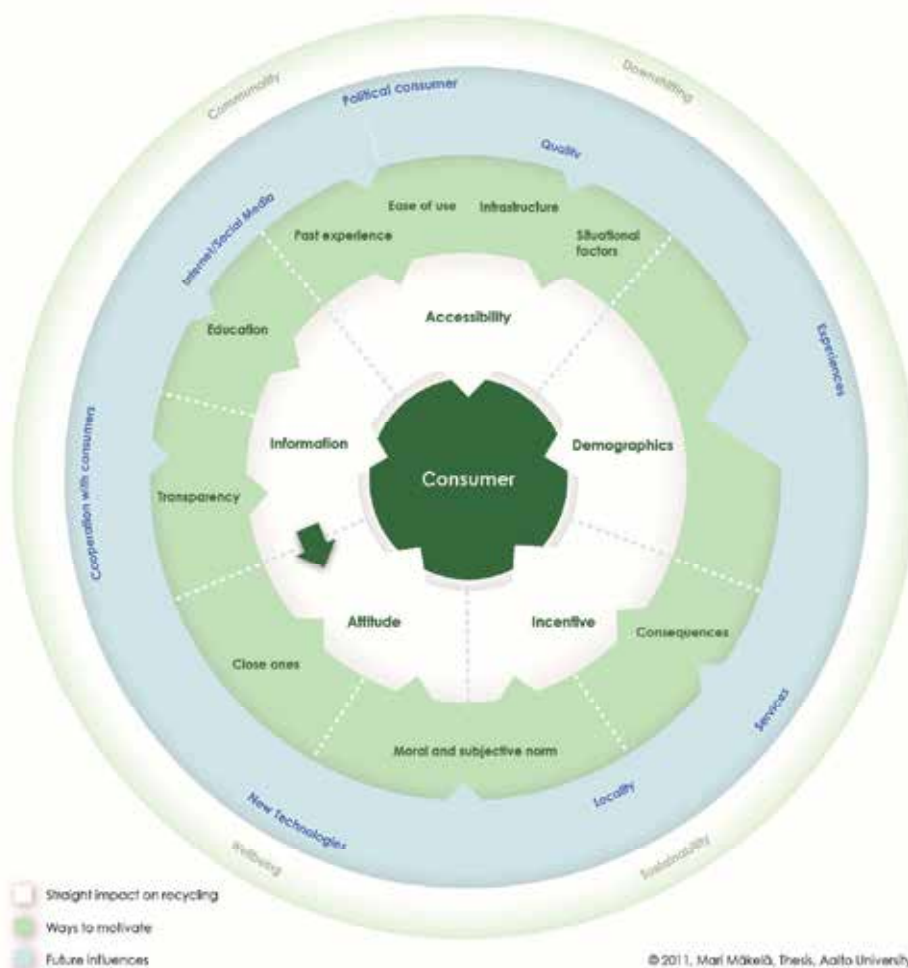 Communality
Downshifting
Political consumer
Quality
Internet/Social Media
Ease of use
Infrastructure
Past experience
Situational
factors
Education
Accessibility
Experiences
Information
Demographics
Consumer
Cooperation with consumers
Transparency
Attitude
Incentive
Consequences
Close ones
Services
Moral and subjective norm
New Technologies
Locality
Wellbeing
Sustainability
Straight impact on recycling
Ways to motivate
Future influences
© 2011, Mari Mäkelä, Thesis, Aalto University